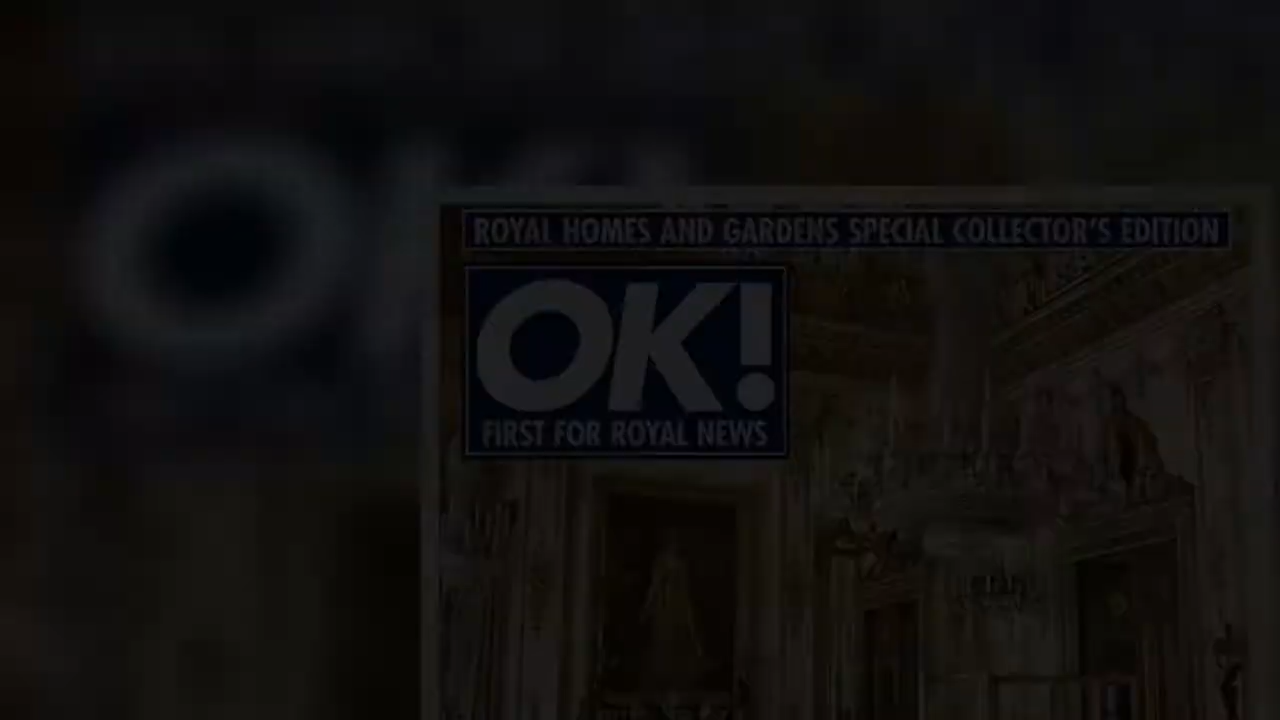 ROYAL HOMES AND GARDENS SPECIAL COLLECTOR'S EDITION
OK!
FIRST FOR ROYAL NEWS